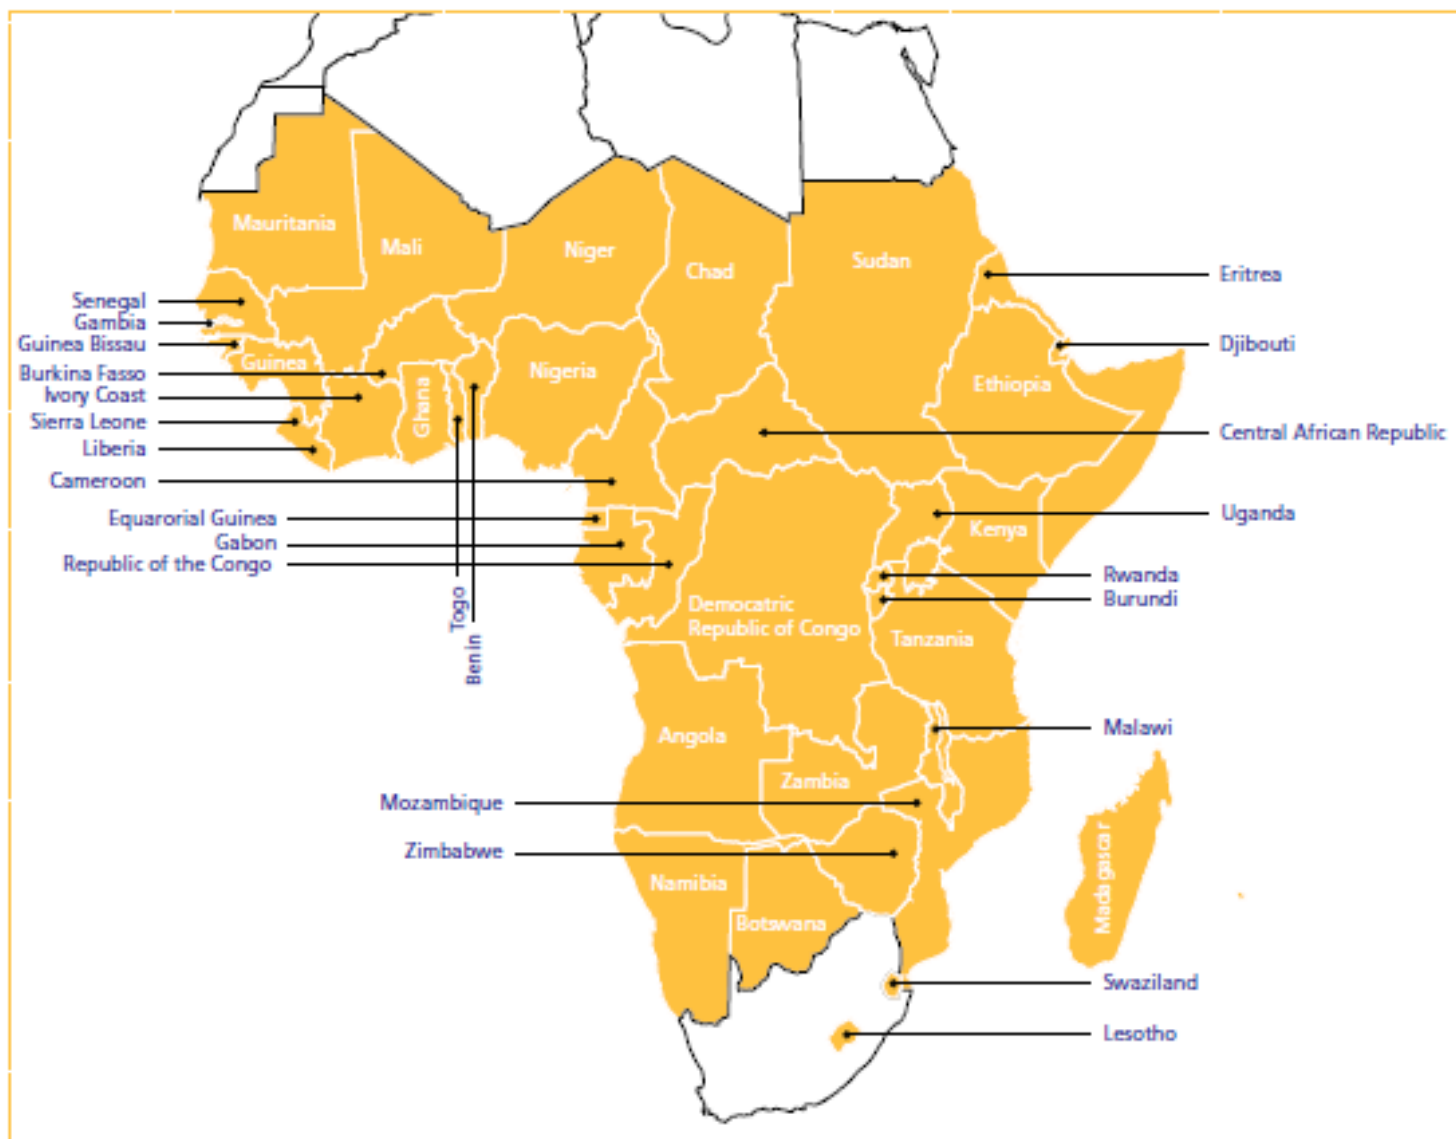 Mauritania
Mali
Niger
Chad
Sudan
Eritrea
Senegal
Gambia
Guinea Bissau
Djibouti
Guinea
Burkina Fasso
Nigeria
Ethiopia
Ivory Coast
Ghana
Sierra Leone
Central African Republic
Liberia
Cameroon
Equarorial Guinea
Uganda
Kenya
Gabon
Republic of the Congo
Rwanda
Togo
Burundi
Democatric
Republic of Congo
Tanzania
Benin
Malawi
Angola
Zambia
Mozambique
Zimbabwe
Madagascar
Namibia
Botswana
Swaziland
Lesotho